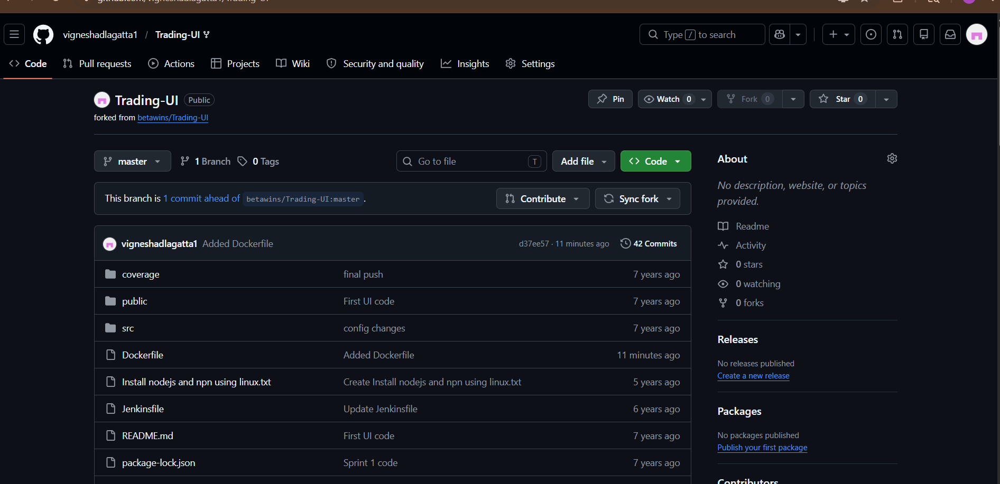 github.com/vigneshadlagatta1/Trading-UI
vigneshadlagatta1 / Trading-UI
Type / to search
Code Pull requests Actions Projects Wiki Security and quality Insights Settings
Trading-UI Public
Pin Watch 0 Fork 0 Star 0
forked from betawins/Trading-UI
master 1 Branch 0 Tags Go to file T Add file Code
This branch is 1 commit ahead of betawins/Trading-UI:master .
Contribute Sync fork
vigneshadlagatta1 Added Dockerfile d37ee57 · 11 minutes ago 42 Commits
coverage final push 7 years ago
public First UI code 7 years ago
src config changes 7 years ago
Dockerfile Added Dockerfile 11 minutes ago
Install nodejs and npn using linux.txt Create Install nodejs and npn using linux.txt 5 years ago
Jenkinsfile Update Jenkinsfile 6 years ago
README.md First UI code 7 years ago
package-lock.json Sprint 1 code 7 years ago
About
No description, website, or topics
provided.
Readme
Activity
0 stars
0 watching
0 forks
Releases
No releases published
Create a new release
Packages
No packages published
Publish your first package
Contributors